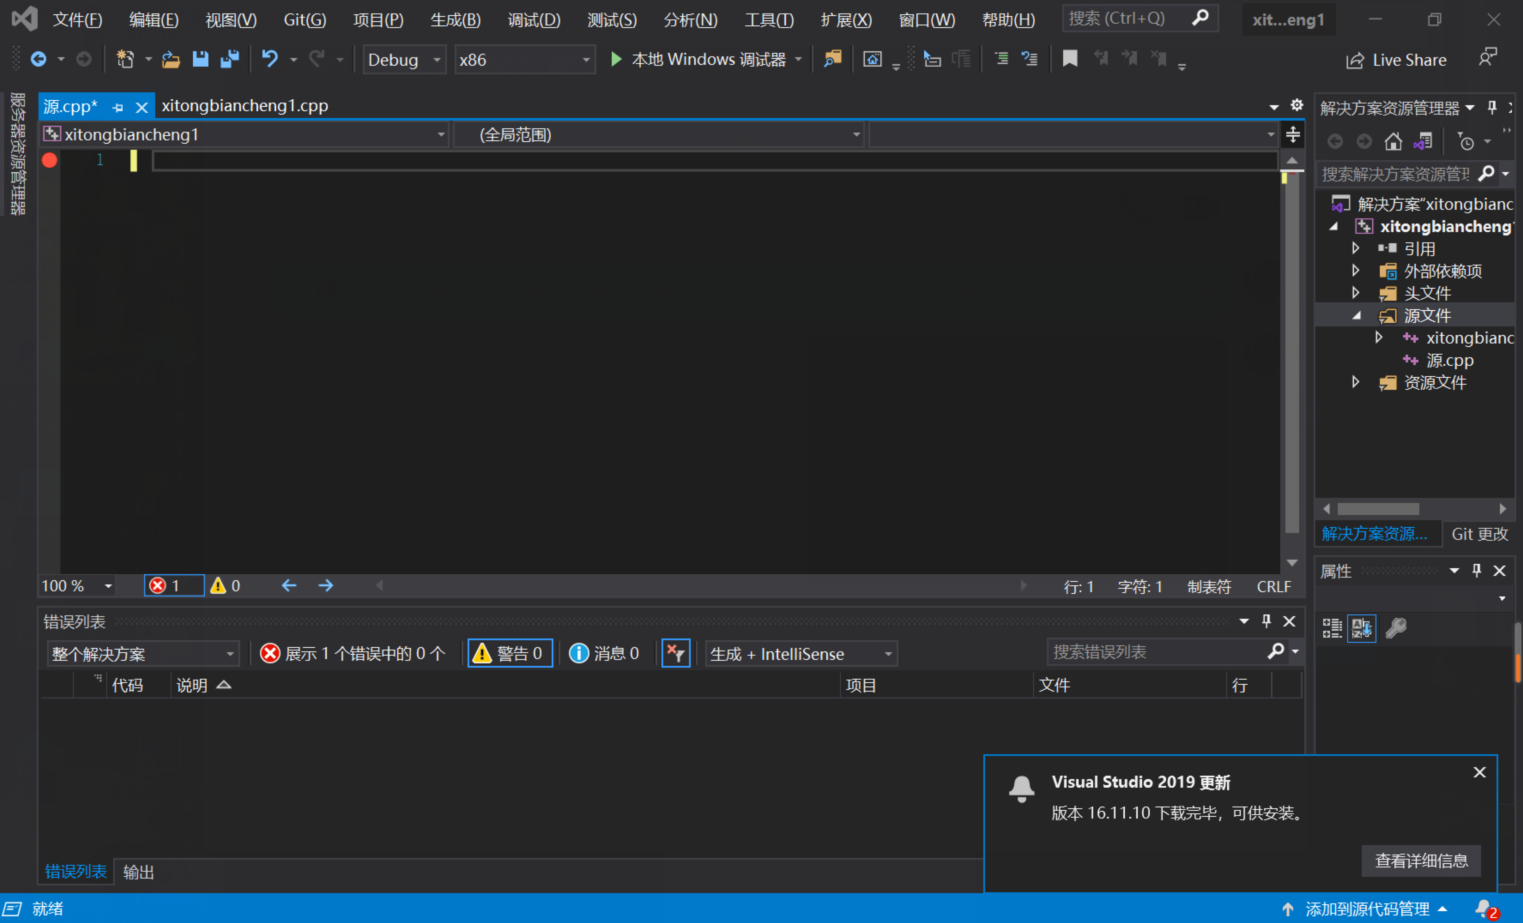 文件(F) 编辑(E) 视图(V) Git(G) 项目(P) 生成(B) 调试(D) 测试(S) 分析(N) 工具(T) 扩展(X) 窗口(W) 帮助(H) 搜索 (Ctrl+Q) xit...eng1
Debug x86 本地 Windows 调试器 Live Share
服务器资源管理器
源.cpp* xitongbiancheng1.cpp
xitongbiancheng1 (全局范围)
1
100 % 1 0 行: 1 字符: 1 制表符 CRLF
解决方案资源管理器
搜索解决方案资源管理
解决方案"xitongbianc
xitongbiancheng1
引用
外部依赖项
头文件
源文件
xitongbianc
源.cpp
资源文件
解决方案资源... Git 更改
属性
错误列表
整个解决方案 展示 1 个错误中的 0 个 警告 0 消息 0 生成 + IntelliSense 搜索错误列表
代码 说明 项目 文件 行
Visual Studio 2019 更新
版本 16.11.10 下载完毕，可供安装。
查看详细信息
错误列表 输出
就绪 添加到源代码管理 2